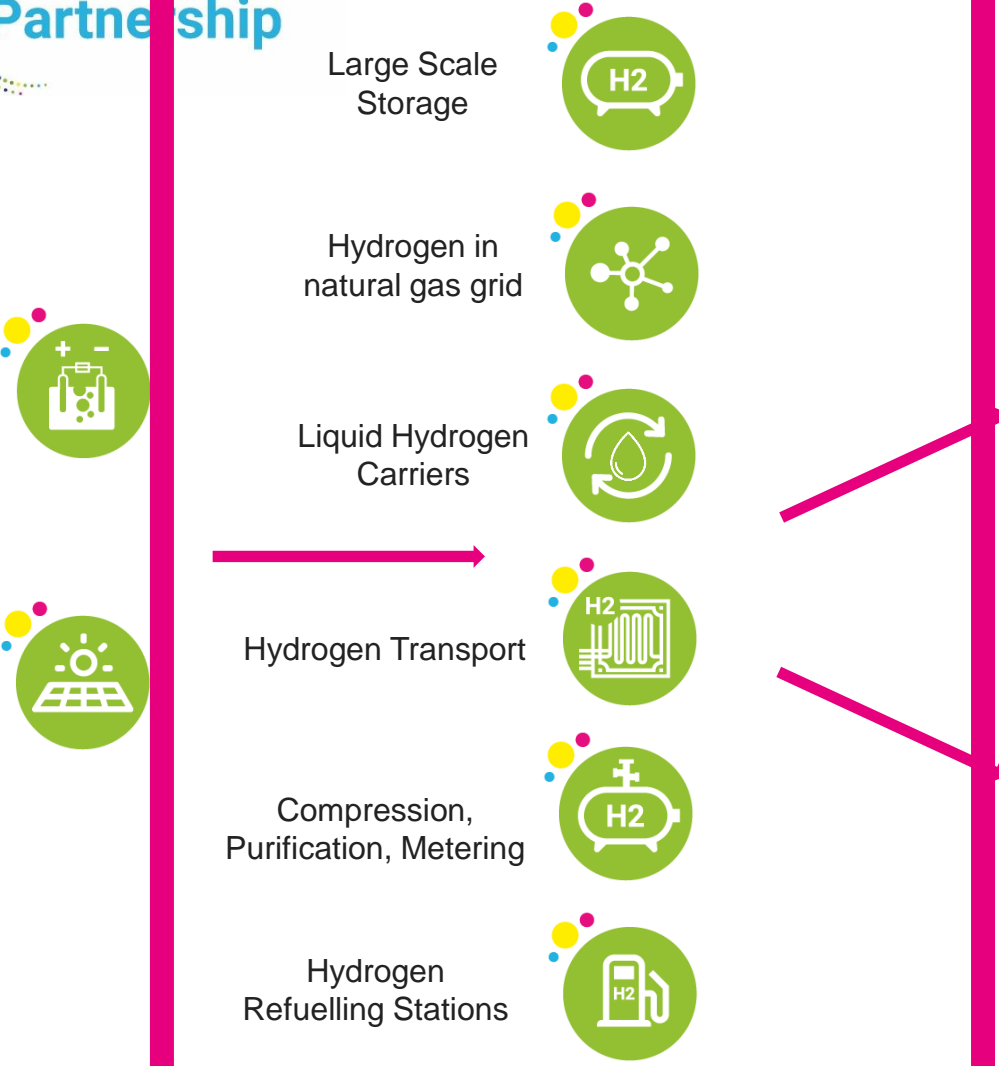 Partnership
Large Scale
Storage
H2
Hydrogen in
natural gas grid
+ -
Liquid Hydrogen
Carriers
Hydrogen Transport
H2
Compression,
Purification, Metering
H2
Hydrogen
Refuelling Stations
H2